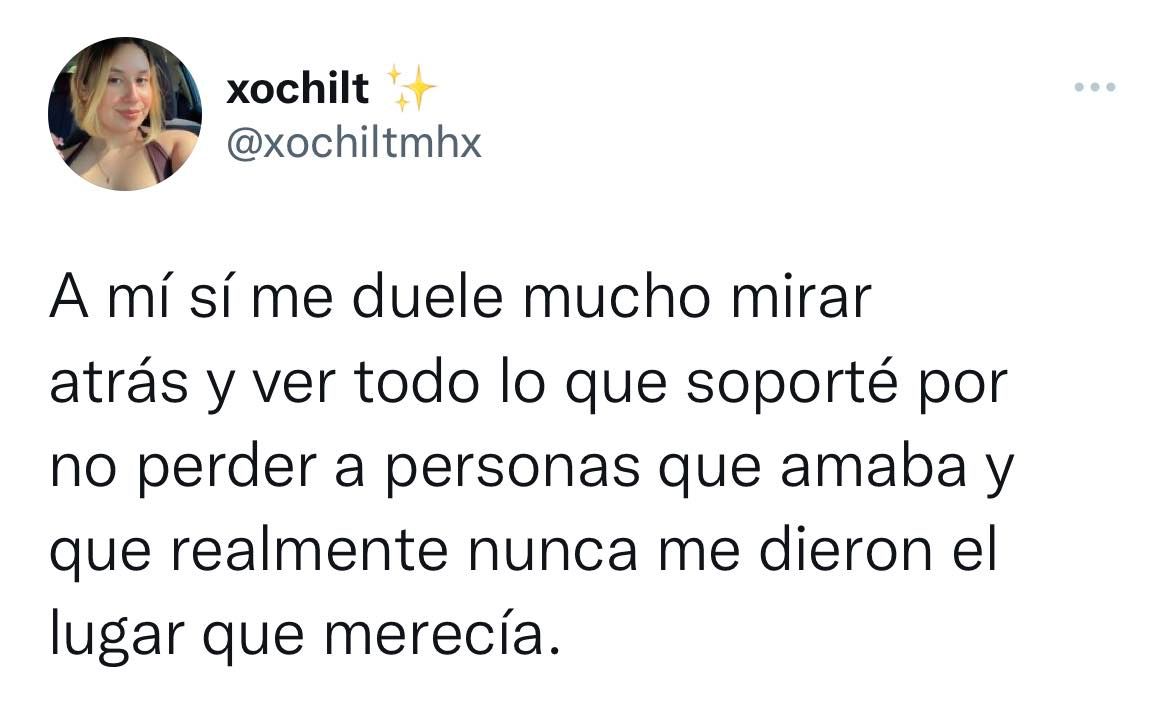 xochilt ✨
@xochiltmhx
A mí sí me duele mucho mirar
atrás y ver todo lo que soporté por
no perder a personas que amaba y
que realmente nunca me dieron el
lugar que merecía.